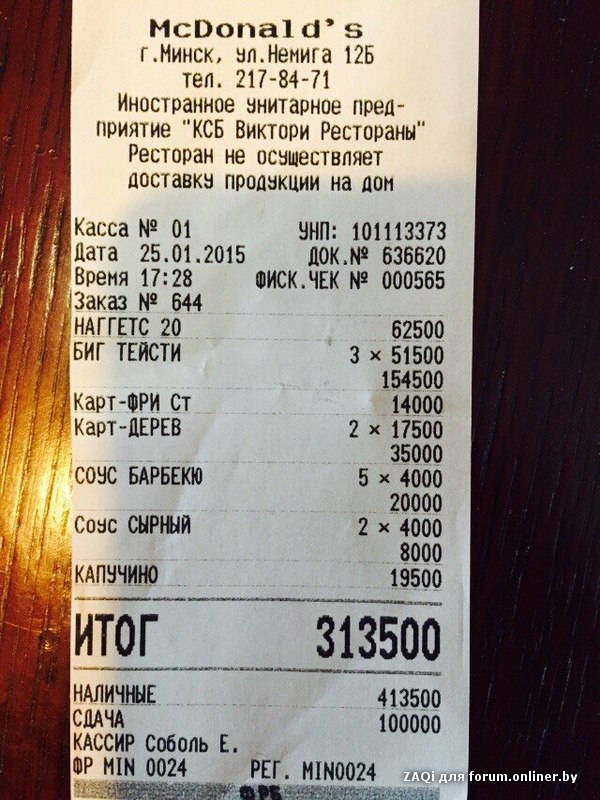 McDonald's
г.Минск, ул.Немига 12Б
тел. 217-84-71
Иностранное унитарное пред-
приятие "КСБ Виктори Рестораны"
Ресторан не осуществляет
доставку продукции на дом
Касса № 01 УНП: 101113373
Дата 25.01.2015 ДОК.№ 636620
Время 17:28 ФИСК.ЧЕК № 000565
Заказ № 644
НАГГЕТС 20 62500
БИГ ТЕЙСТИ 3 × 51500
154500
Карт-ФРИ Ст 14000
Карт-ДЕРЕВ 2 × 17500
35000
СОУС БАРБЕКЮ 5 × 4000
20000
Соус СЫРНЫЙ 2 × 4000
8000
КАПУЧИНО 19500
ИТОГ 313500
НАЛИЧНЫЕ 413500
СДАЧА 100000
КАССИР Соболь Е.
ФР MIN 0024 РЕГ. MIN0024
ФРБ
ZAQi для forum.onliner.by